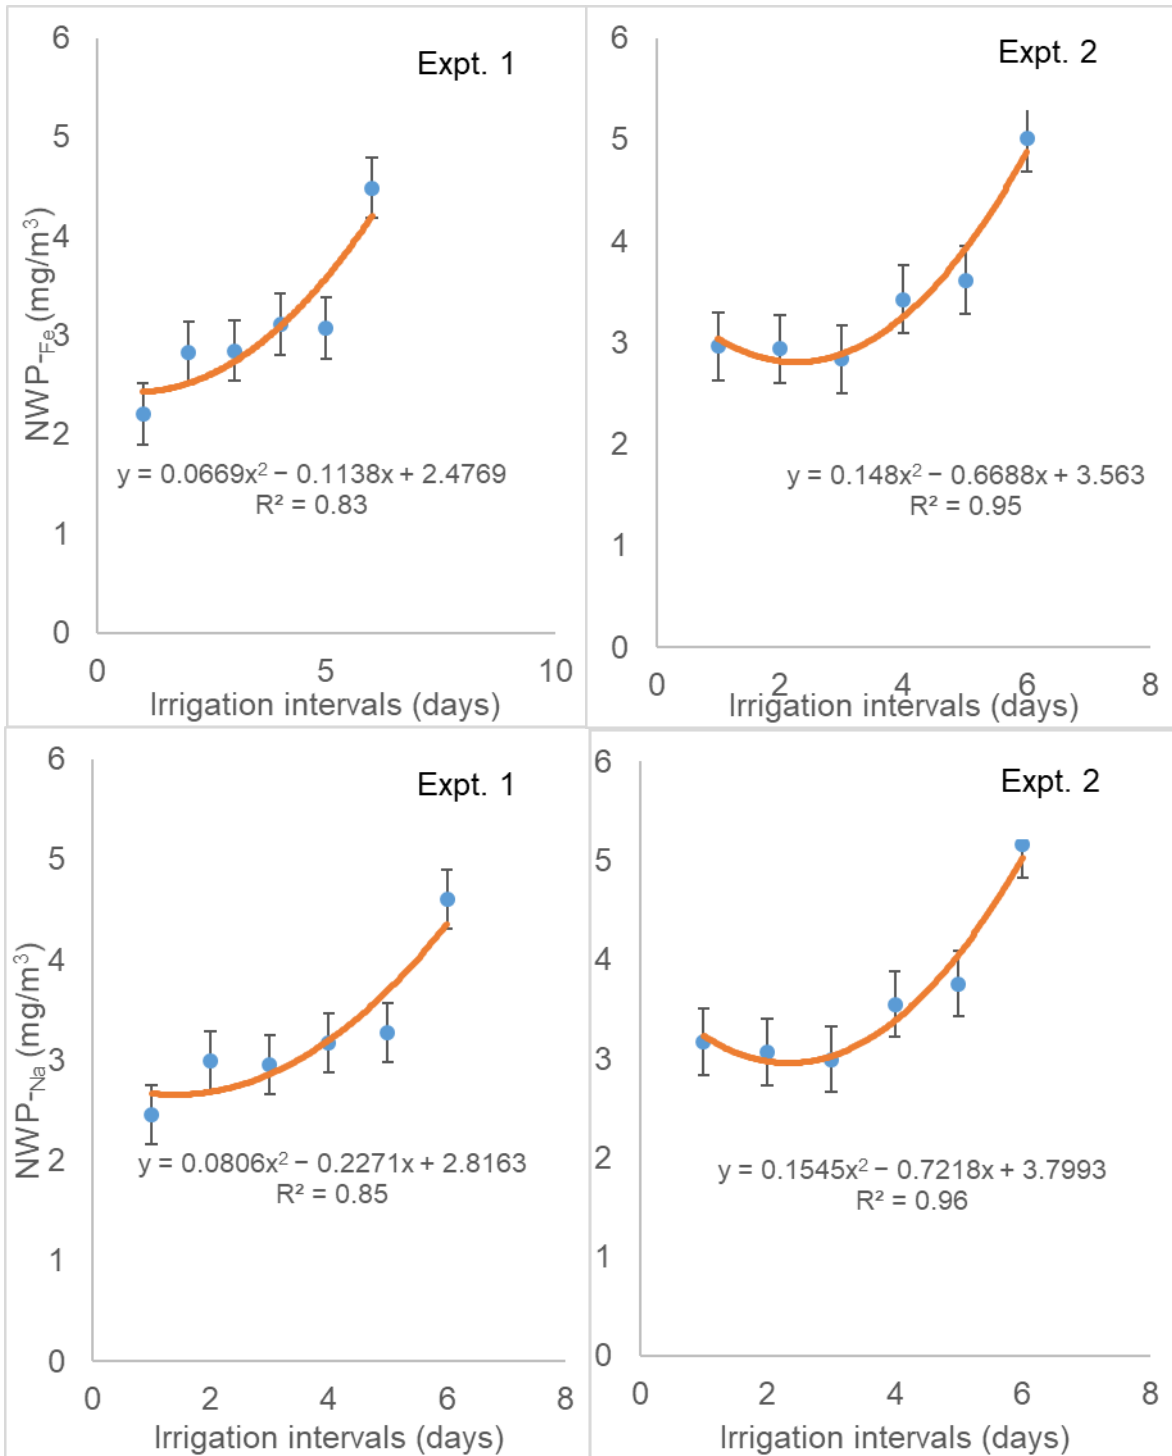 Expt. 1
NWP-Fe (mg/m³)
6
5
4
3
2
1
0
y = 0.0669x² − 0.1138x + 2.4769
R² = 0.83
0 5 10
Irrigation intervals (days)
Expt. 2
6
5
4
3
2
1
0
y = 0.148x² − 0.6688x + 3.563
R² = 0.95
0 2 4 6 8
Irrigation intervals (days)
Expt. 1
NWP-Na (mg/m³)
6
5
4
3
2
1
0
y = 0.0806x² − 0.2271x + 2.8163
R² = 0.85
0 2 4 6 8
Irrigation intervals (days)
Expt. 2
6
5
4
3
2
1
0
y = 0.1545x² − 0.7218x + 3.7993
R² = 0.96
0 2 4 6 8
Irrigation intervals (days)